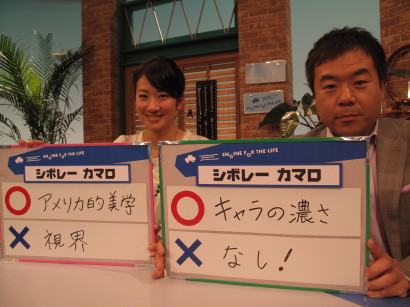 ENGINE FOR THE LIFE
シボレー カマロ
アメリカ的美学
視界
ENGINE FOR THE LIFE
シボレー カマロ
キャラの濃さ
なし!